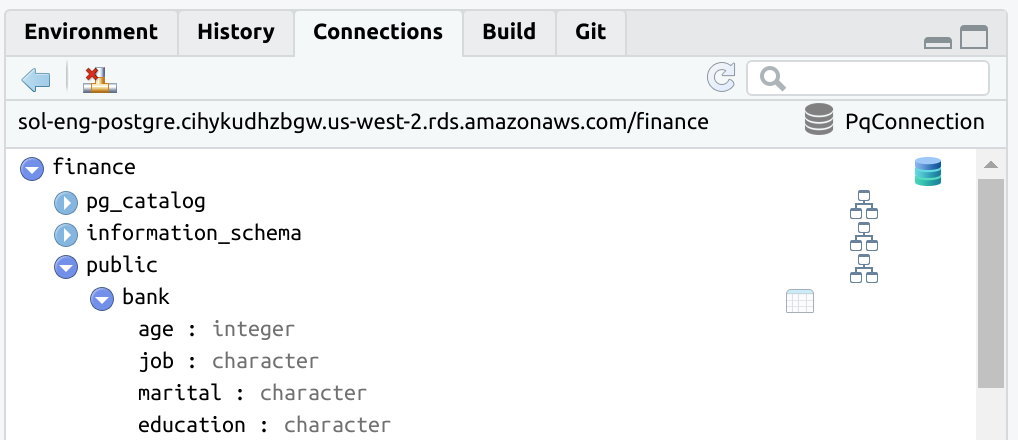 Environment History Connections Build Git
sol-eng-postgre.cihykudhzbgw.us-west-2.rds.amazonaws.com/finance PqConnection
finance
pg_catalog
information_schema
public
bank
age : integer
job : character
marital : character
education : character